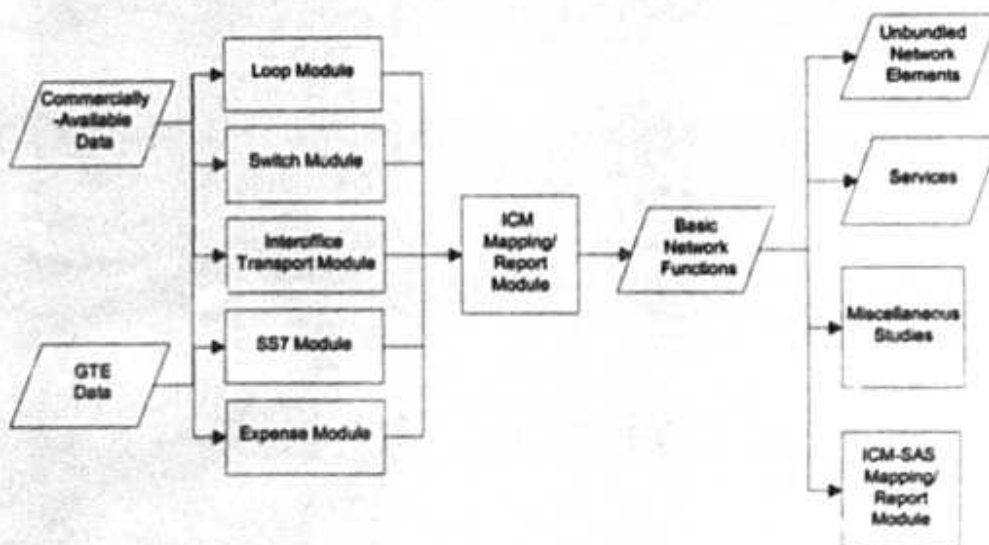 Commercially
-Available
Data
GTE
Data
Loop Module
Switch Module
Interoffice
Transport Module
SS7 Module
Expense Module
ICM
Mapping/
Report
Module
Basic
Network
Functions
Unbundled
Network
Elements
Services
Miscellaneous
Studies
ICM-SAS
Mapping/
Report
Module